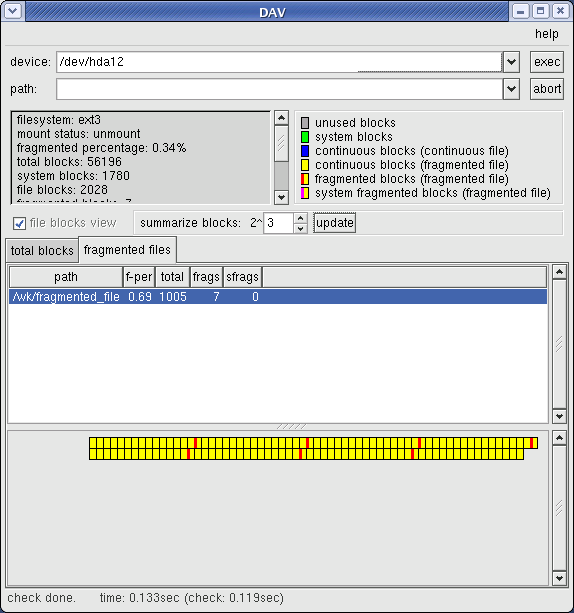 DAV
help
device: /dev/hda12 exec
path: abort
filesystem: ext3
mount status: unmount
fragmented percentage: 0.34%
total blocks: 56196
system blocks: 1780
file blocks: 2028
unused blocks
system blocks
continuous blocks (continuous file)
continuous blocks (fragmented file)
fragmented blocks (fragmented file)
system fragmented blocks (fragmented file)
file blocks view summarize blocks: 2^ 3 update
total blocks fragmented files
path f-per total frags sfrags
/wk/fragmented_file 0.69 1005 7 0
check done. time: 0.133sec (check: 0.119sec)